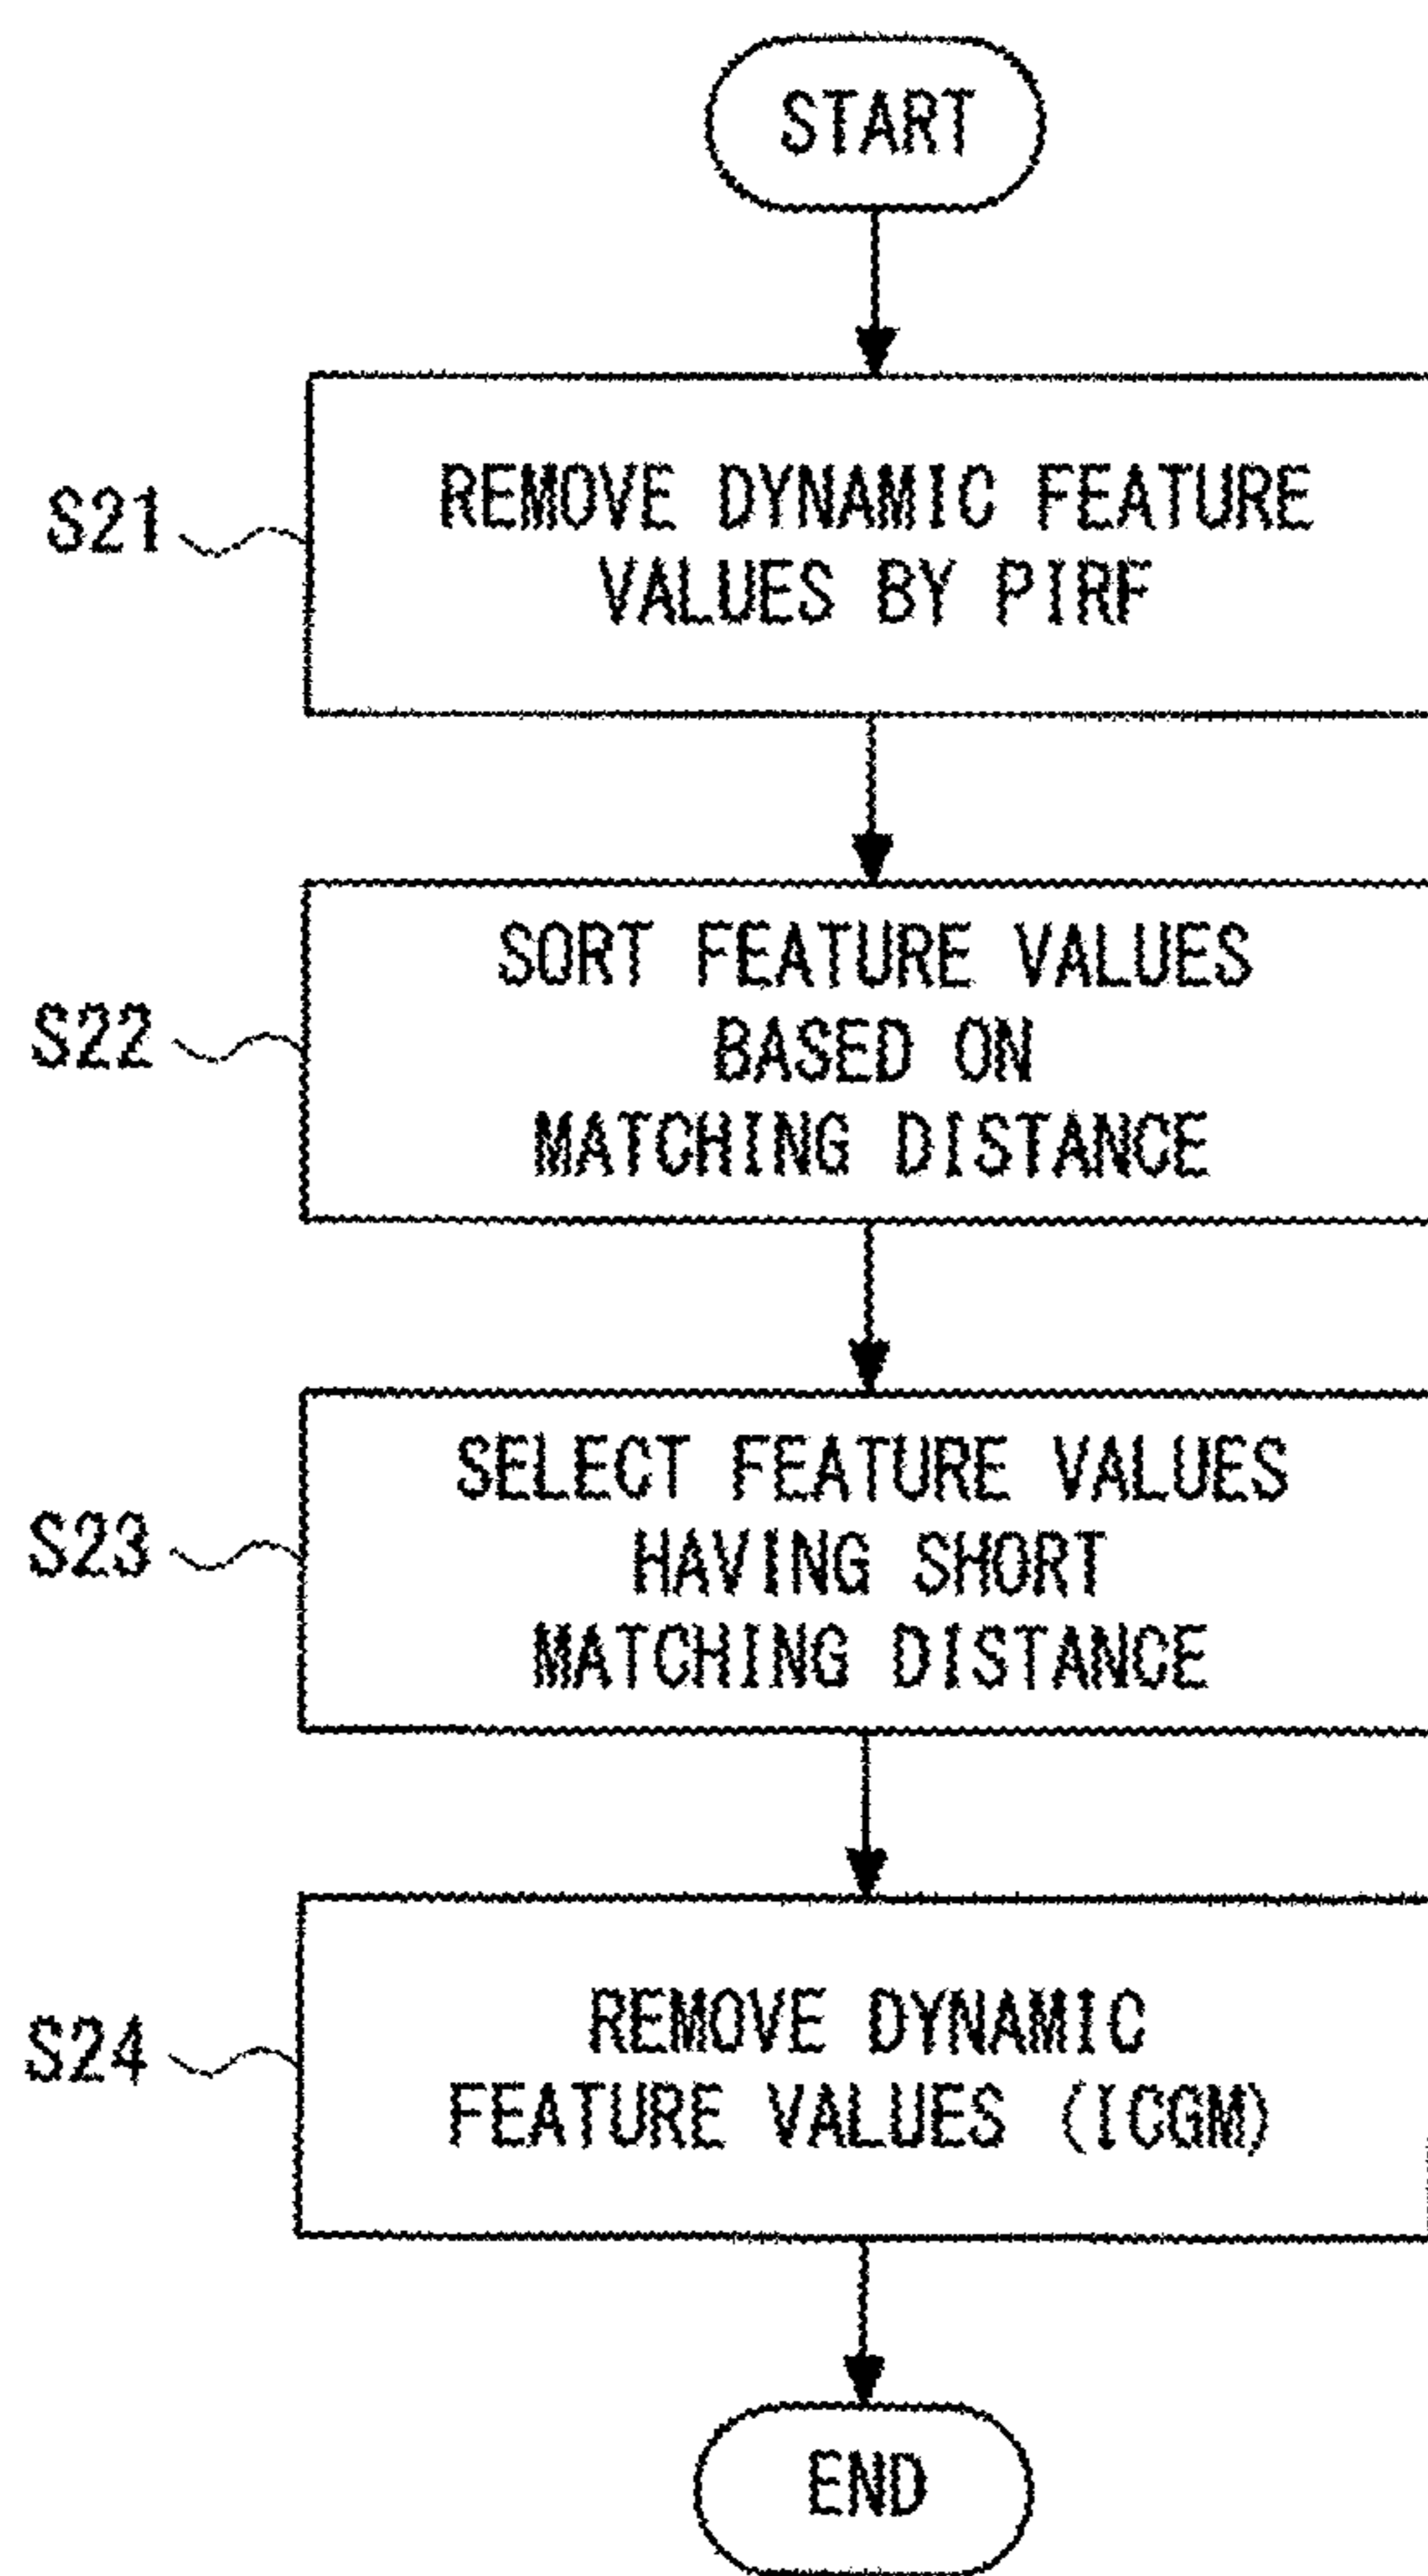 START
S21
REMOVE DYNAMIC FEATURE
VALUES BY PIRF
S22
SORT FEATURE VALUES
BASED ON
MATCHING DISTANCE
S23
SELECT FEATURE VALUES
HAVING SHORT
MATCHING DISTANCE
S24
REMOVE DYNAMIC
FEATURE VALUES (ICGM)
END